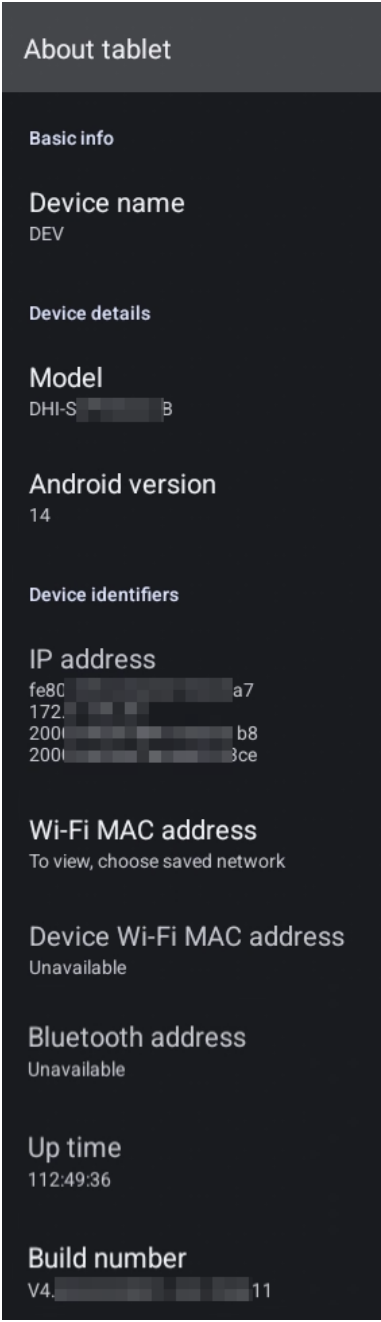 About tablet
Basic info
Device name
DEV
Device details
Model
DHI-S B
Android version
14
Device identifiers
IP address
fe80 a7
172.
200 b8
200 3ce
Wi-Fi MAC address
To view, choose saved network
Device Wi-Fi MAC address
Unavailable
Bluetooth address
Unavailable
Up time
112:49:36
Build number
V4. 11